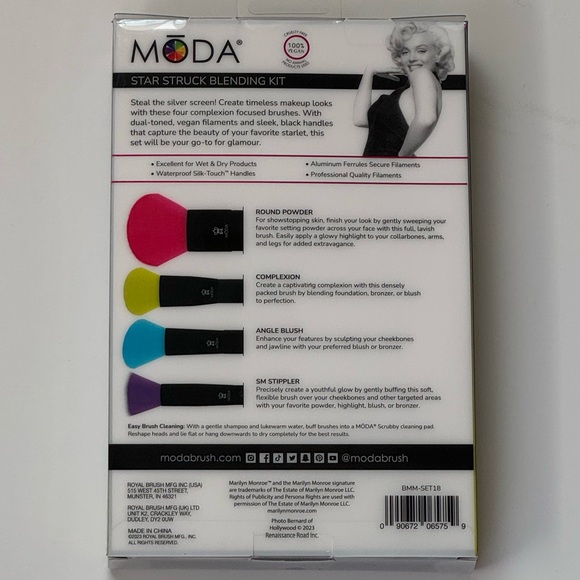 MŌDA®
CRUELTY FREE
100% VEGAN
STAR STRUCK BLENDING KIT
Steal the silver screen! Create timeless makeup looks
with these four complexion focused brushes. With
dual-toned, vegan filaments and sleek, black handles
that capture the beauty of your favorite starlet, this
set will be your go-to for glamour.
• Excellent for Wet & Dry Products
• Waterproof Silk-Touch™ Handles
• Aluminum Ferrules Secure Filaments
• Professional Quality Filaments
ROUND POWDER
For showstopping skin, finish your look by gently sweeping your
favorite setting powder across your face with this full, lavish
brush. Easily apply a glowy highlight to your collarbones, arms,
and legs for added extravagance.
MŌDA
COMPLEXION
Create a captivating complexion with this densely
packed brush by blending foundation, bronzer, or blush
to perfection.
MŌDA
ANGLE BLUSH
Enhance your features by sculpting your cheekbones
and jawline with your preferred blush or bronzer.
MŌDA
SM STIPPLER
Precisely create a youthful glow by gently buffing this soft,
flexible brush over your cheekbones and other targeted areas
with your favorite powder, highlight, blush, or bronzer.
MŌDA
Easy Brush Cleaning: With a gentle shampoo and lukewarm water, buff brushes into a MŌDA® Scrubby cleaning pad.
Reshape heads and lie flat or hang downwards to dry completely for the best results.
modabrush.com @modabrush
ROYAL BRUSH MFG INC (USA)
515 WEST 45TH STREET,
MUNSTER, IN 46321
ROYAL BRUSH MFG (UK) LTD
UNIT K2, CRACKLEY WAY,
DUDLEY, DY2 0UW
MADE IN CHINA
©2023 ROYAL BRUSH MFG., INC.
ALL RIGHTS RESERVED.
Marilyn Monroe™ and the Marilyn Monroe signature
are trademarks of The Estate of Marilyn Monroe LLC.
Rights of Publicity and Persona Rights are used with
permission of The Estate of Marilyn Monroe LLC.
marilynmonroe.com
Photo Bernard of
Hollywood © 2023
Renaissance Road Inc.
BMM-SET18
0 90672 06575 9